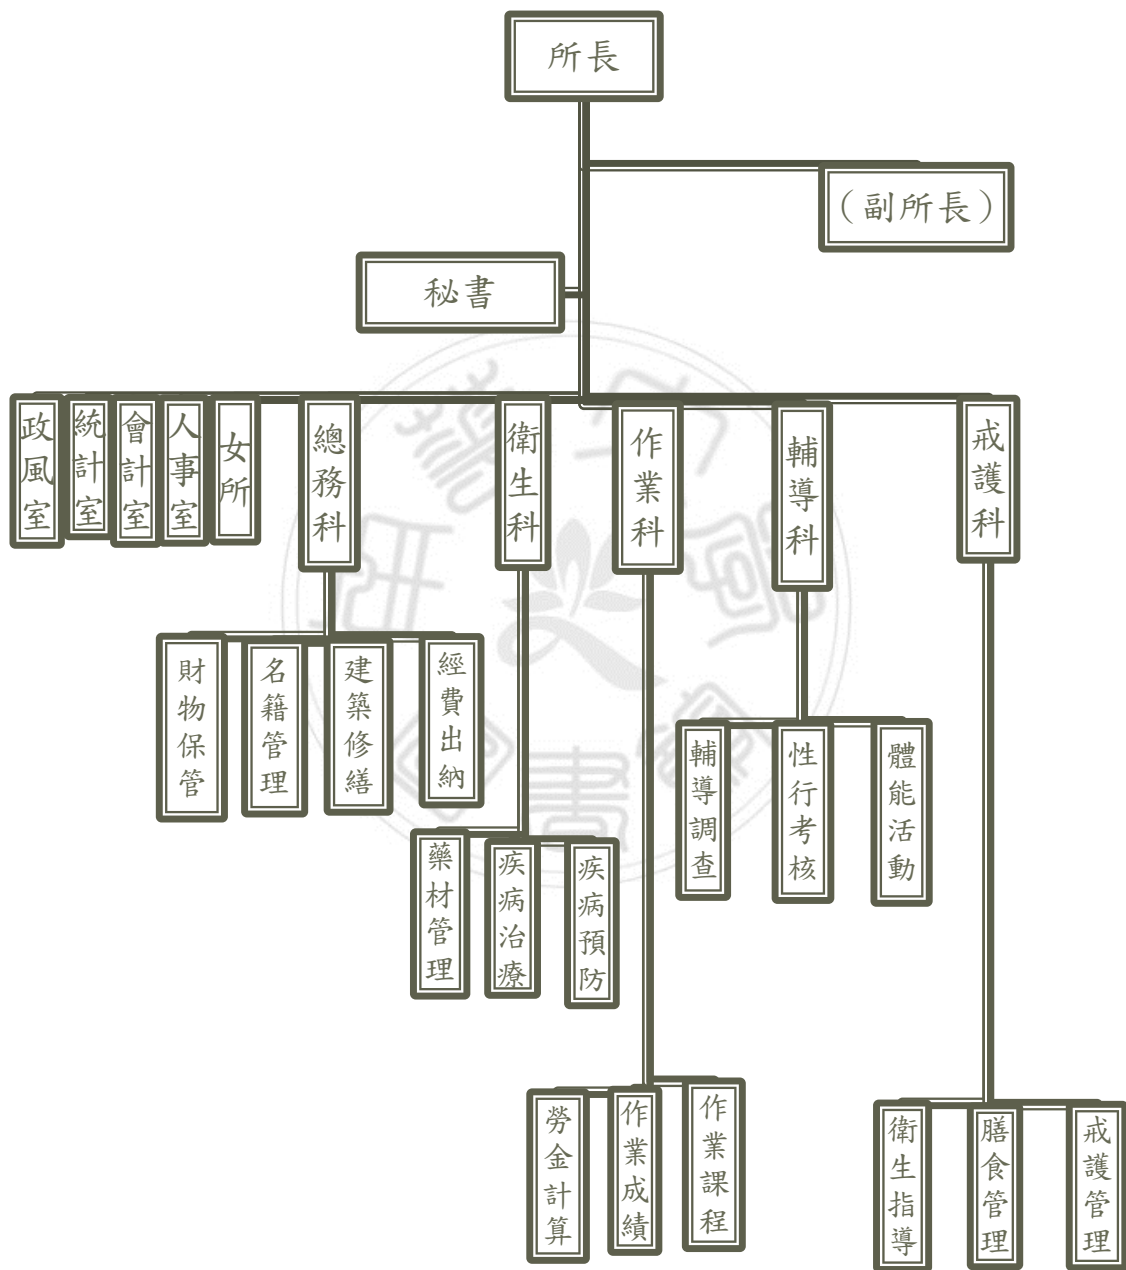 所長
（副所長）
秘書
政風室
統計室
會計室
人事室
女所
總務科
衛生科
作業科
輔導科
戒護科
財物保管
名籍管理
建築修繕
經費出納
輔導調查
性行考核
體能活動
藥材管理
疾病治療
疾病預防
勞金計算
作業成績
作業課程
衛生指導
膳食管理
戒護管理